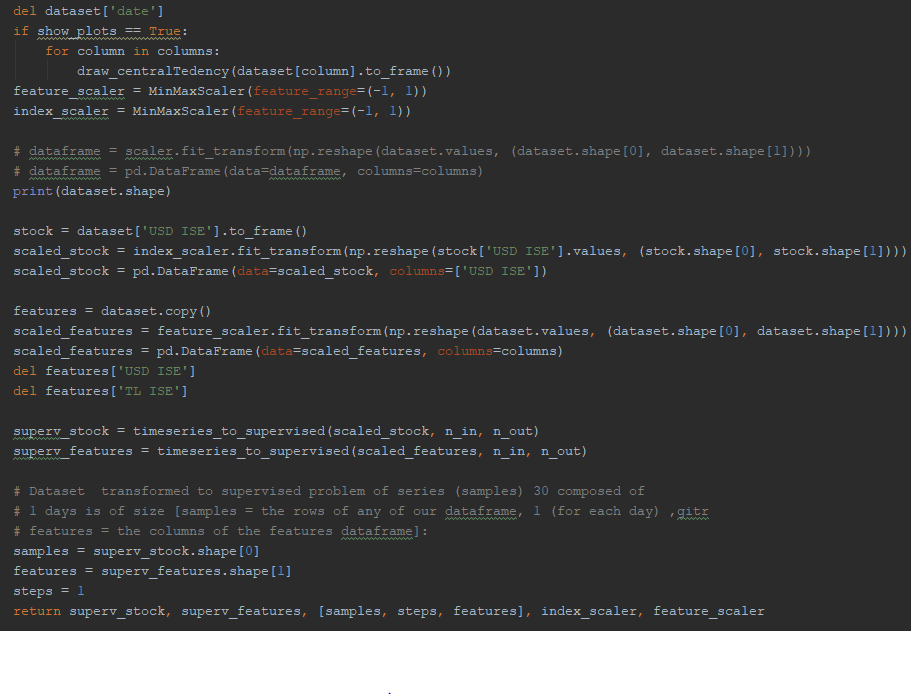 del dataset['date']
if show_plots == True:
    for column in columns:
        draw_centralTedency(dataset[column].to_frame())
feature_scaler = MinMaxScaler(feature_range=(-1, 1))
index_scaler = MinMaxScaler(feature_range=(-1, 1))

# dataframe = scaler.fit_transform(np.reshape(dataset.values, (dataset.shape[0], dataset.shape[1])))
# dataframe = pd.DataFrame(data=dataframe, columns=columns)
print(dataset.shape)

stock = dataset['USD ISE'].to_frame()
scaled_stock = index_scaler.fit_transform(np.reshape(stock['USD ISE'].values, (stock.shape[0], stock.shape[1])))
scaled_stock = pd.DataFrame(data=scaled_stock, columns=['USD ISE'])

features = dataset.copy()
scaled_features = feature_scaler.fit_transform(np.reshape(dataset.values, (dataset.shape[0], dataset.shape[1])))
scaled_features = pd.DataFrame(data=scaled_features, columns=columns)
del features['USD ISE']
del features['TL ISE']

superv_stock = timeseries_to_supervised(scaled_stock, n_in, n_out)
superv_features = timeseries_to_supervised(scaled_features, n_in, n_out)

# Dataset  transformed to supervised problem of series (samples) 30 composed of
# 1 days is of size [samples = the rows of any of our dataframe, 1 (for each day) ,gitr
# features = the columns of the features dataframe]:
samples = superv_stock.shape[0]
features = superv_features.shape[1]
steps = 1
return superv_stock, superv_features, [samples, steps, features], index_scaler, feature_scaler
.